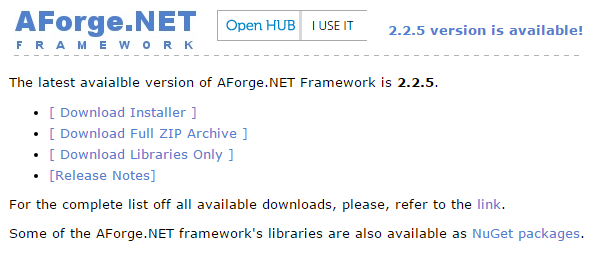 AForge.NET
FRAMEWORK
Open HUB I USE IT
2.2.5 version is available!
The latest avaialble version of AForge.NET Framework is 2.2.5.
[ Download Installer ]
[ Download Full ZIP Archive ]
[ Download Libraries Only ]
[Release Notes]
For the complete list off all available downloads, please, refer to the link.
Some of the AForge.NET framework's libraries are also available as NuGet packages.